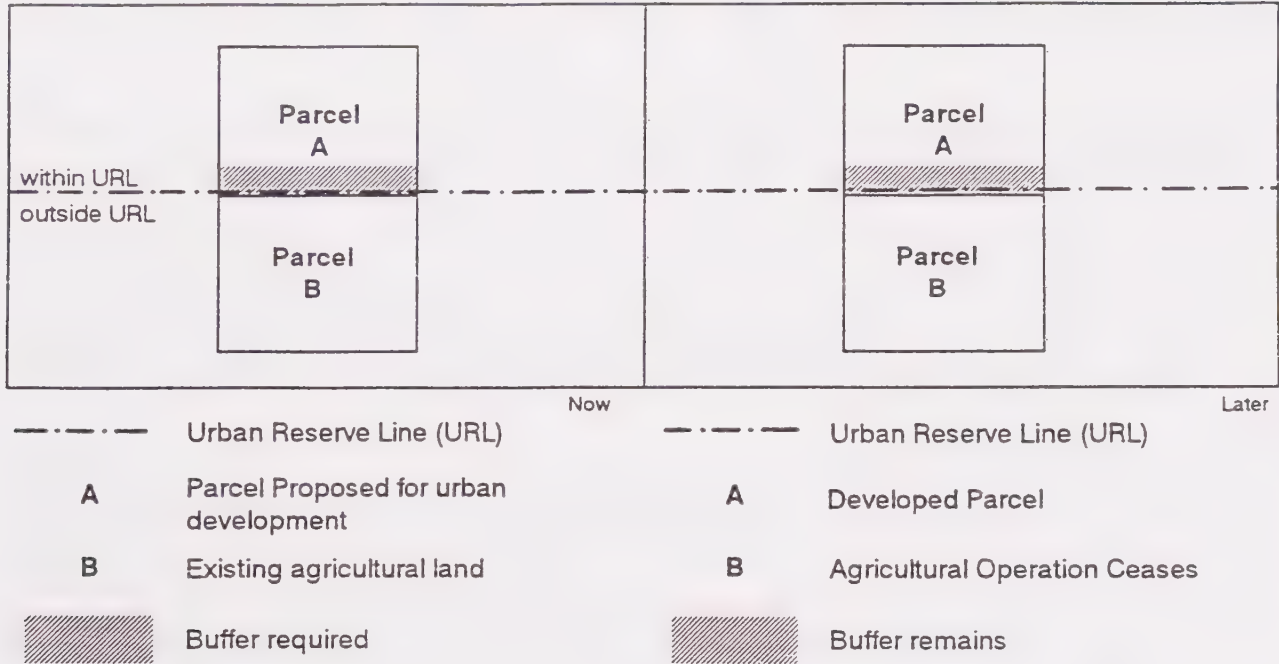 Parcel
A
within URL
outside URL
Parcel
B
Parcel
A
Parcel
B
Now
Later
Urban Reserve Line (URL)
A Parcel Proposed for urban
development
B Existing agricultural land
Buffer required
Urban Reserve Line (URL)
A Developed Parcel
B Agricultural Operation Ceases
Buffer remains